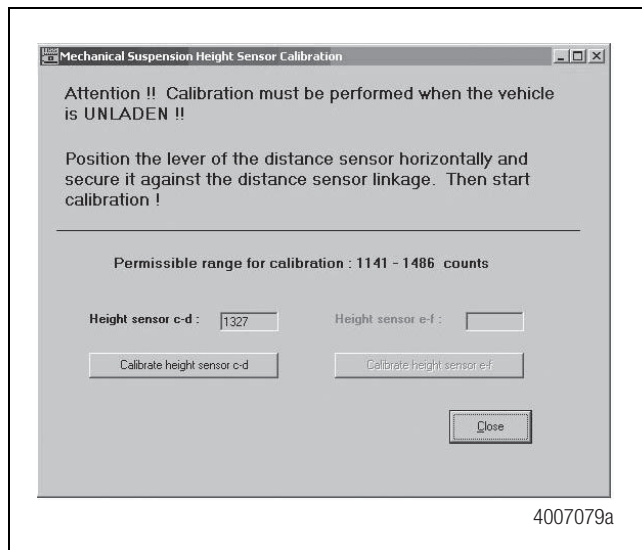 Mechanical Suspension Height Sensor Calibration
Attention !! Calibration must be performed when the vehicle
is UNLADEN !!
Position the lever of the distance sensor horizontally and
secure it against the distance sensor linkage. Then start
calibration !
Permissible range for calibration : 1141 - 1486 counts
Height sensor c-d : 1327 Height sensor e-f :
Calibrate height sensor c-d Calibrate height sensor e-f
Close
4007079a